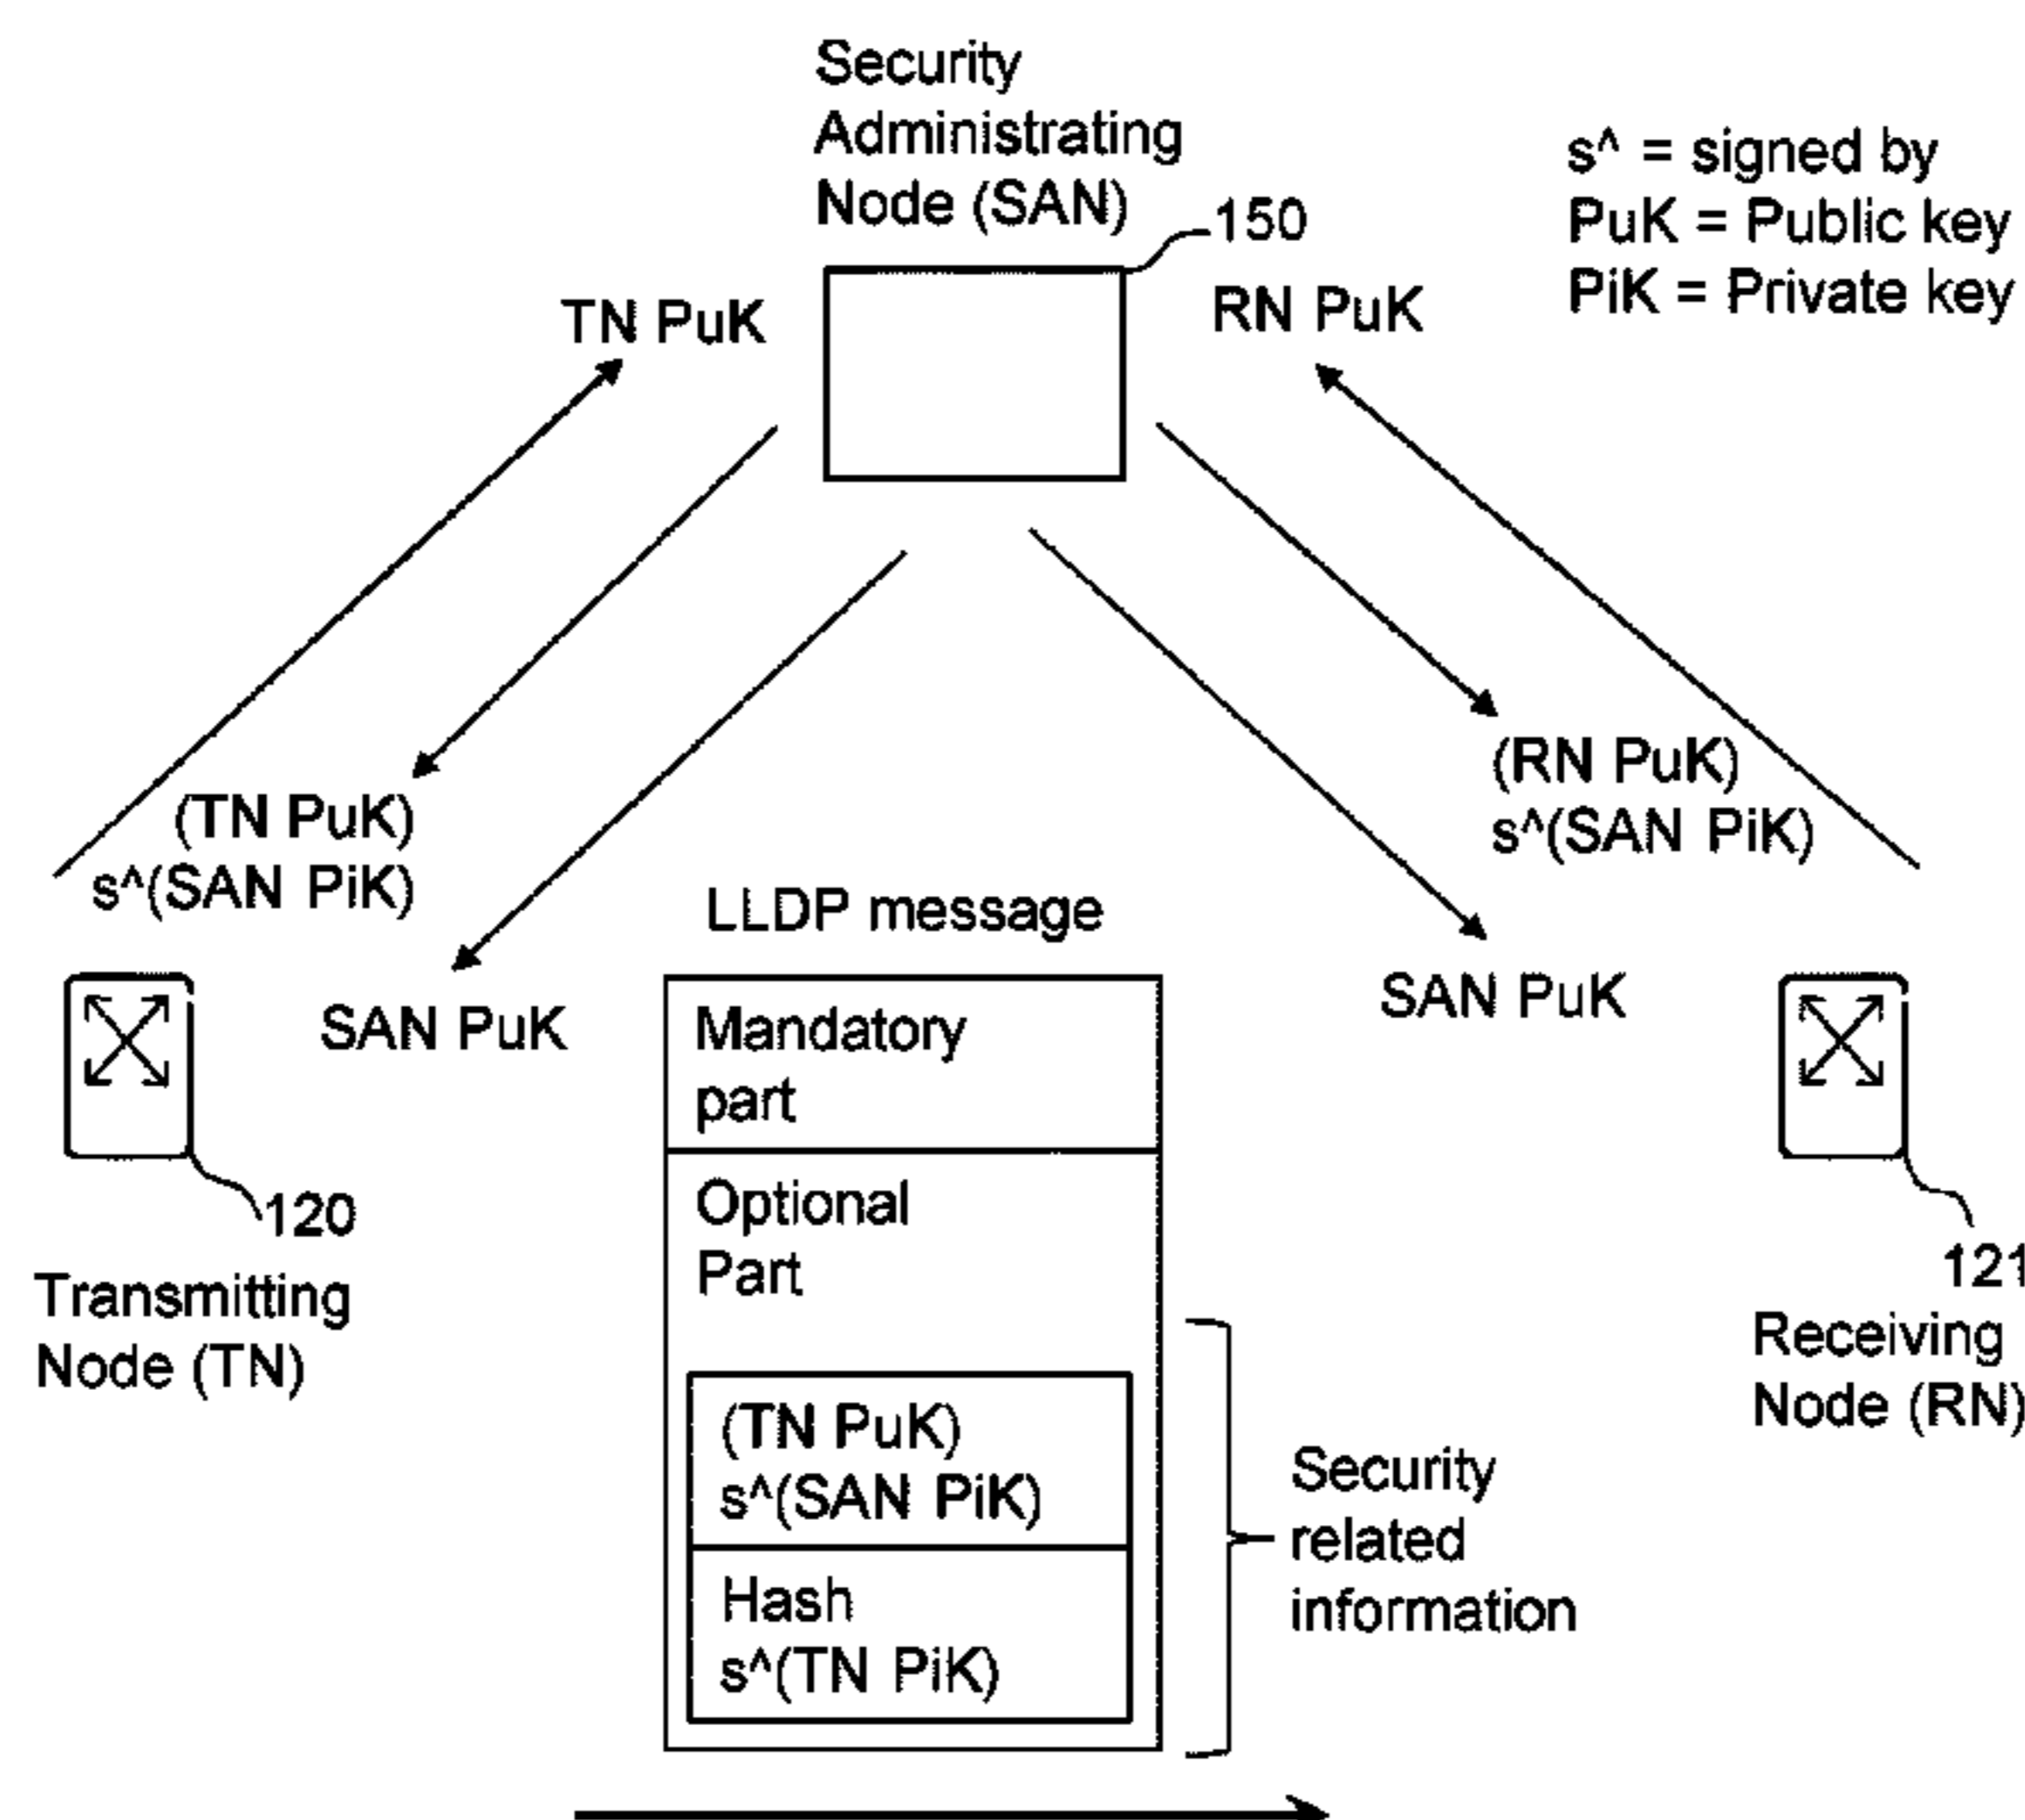 Security
Administrating
Node (SAN)
150
s^ = signed by
PuK = Public key
PiK = Private key
TN PuK
RN PuK
(TN PuK)
s^(SAN PiK)
(RN PuK)
s^(SAN PiK)
SAN PuK
SAN PuK
LLDP message
Mandatory
part
Optional
Part
(TN PuK)
s^(SAN PiK)
Hash
s^(TN PiK)
Security
related
information
120
Transmitting
Node (TN)
121
Receiving
Node (RN)